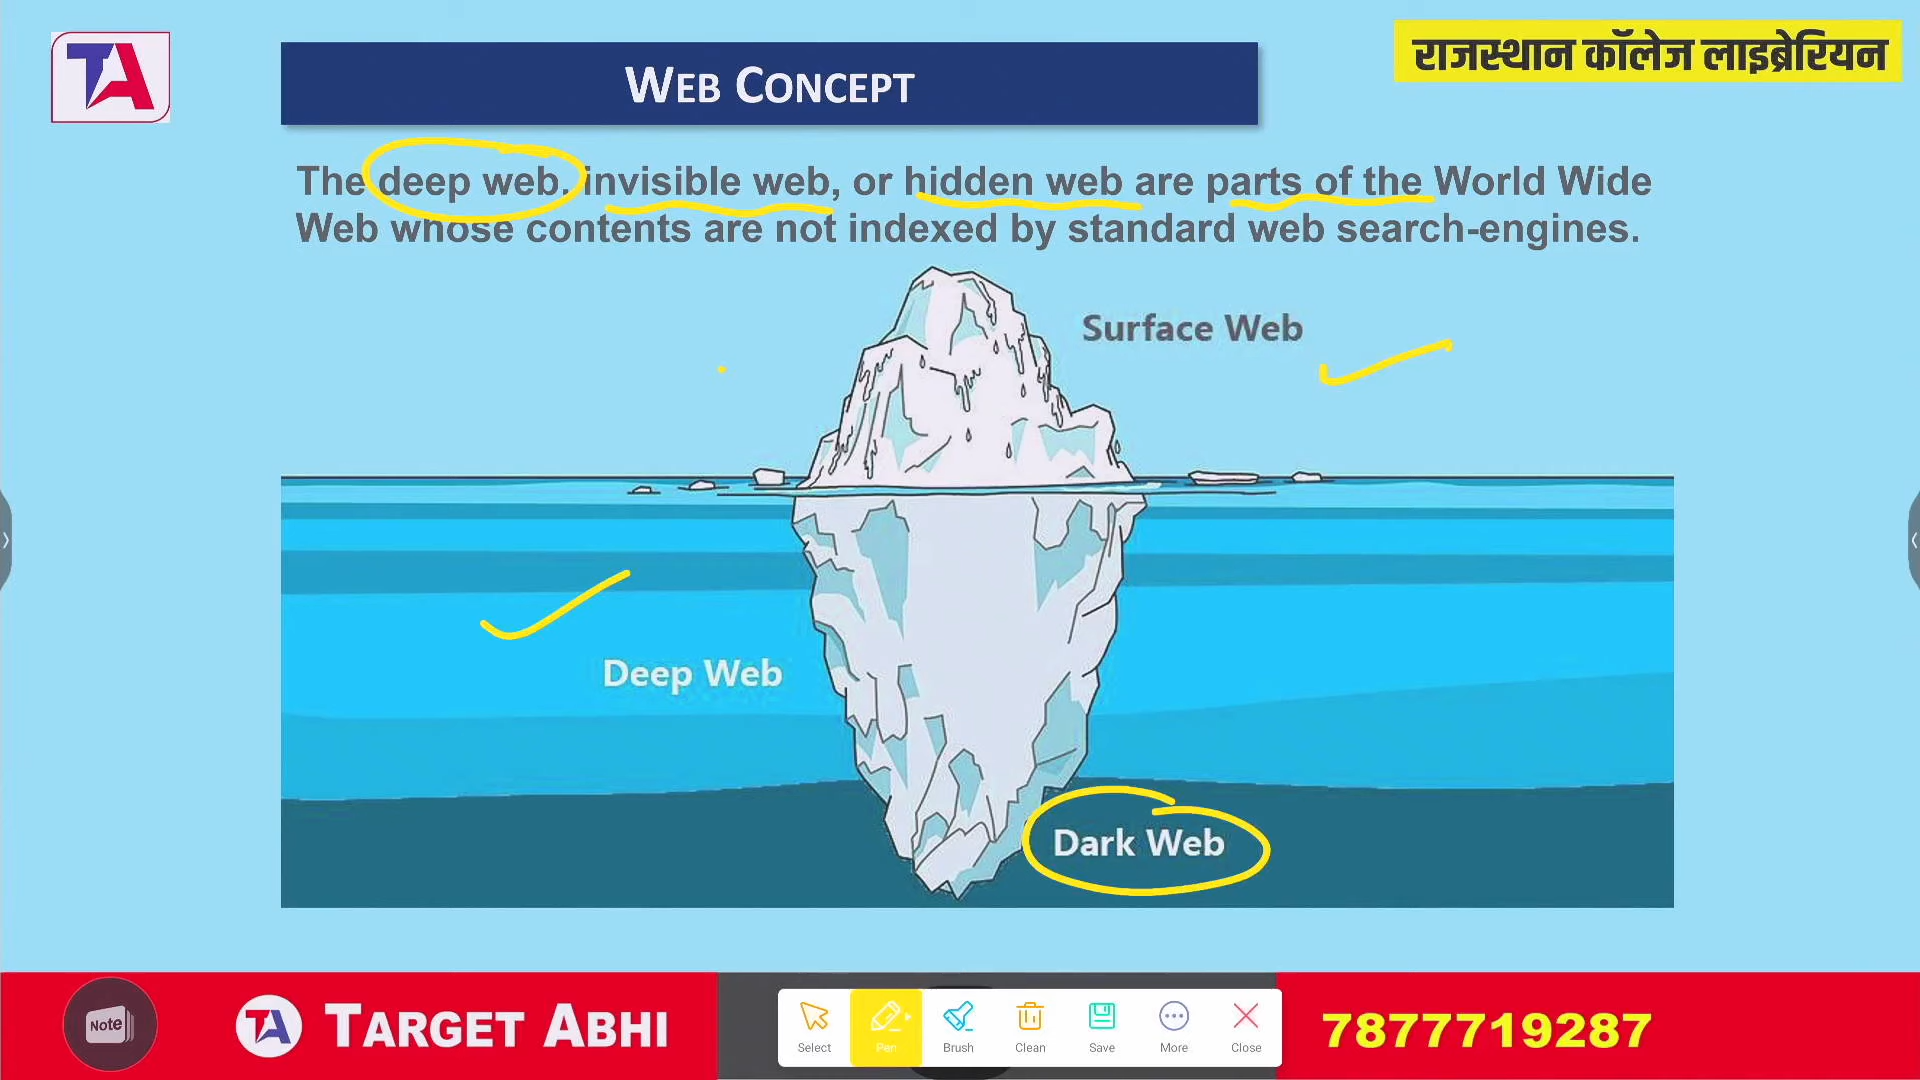 TA
WEB CONCEPT
राजस्थान कॉलेज लाइब्रेरियन
The deep web, invisible web, or hidden web are parts of the World Wide
Web whose contents are not indexed by standard web search-engines.
Surface Web
Deep Web
Dark Web
Note
TA TARGET ABHI
Select
Pen
Brush
Clean
Save
More
Close
7877719287